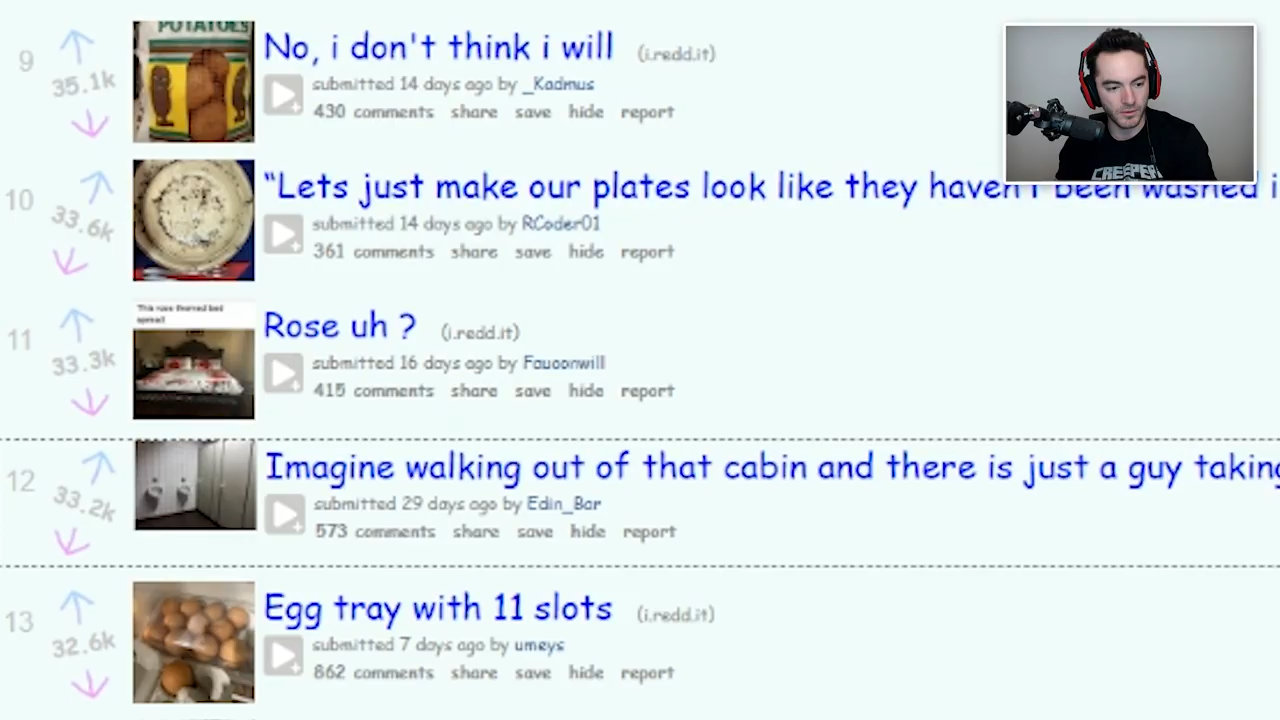 POTATOES
9
35.1k
No, i don't think i will (i.redd.it)
submitted 14 days ago by _Kadmus
430 comments share save hide report
CREEPER
10
33.6k
“Lets just make our plates look like they haven't been washed i
submitted 14 days ago by RCoder01
361 comments share save hide report
11
33.3k
This rose themed bed
spread
Rose uh ? (i.redd.it)
submitted 16 days ago by Fauoonwill
415 comments share save hide report
12
33.2k
Imagine walking out of that cabin and there is just a guy taking
submitted 29 days ago by Edin_Bar
573 comments share save hide report
13
32.6k
Egg tray with 11 slots (i.redd.it)
submitted 7 days ago by umeys
862 comments share save hide report